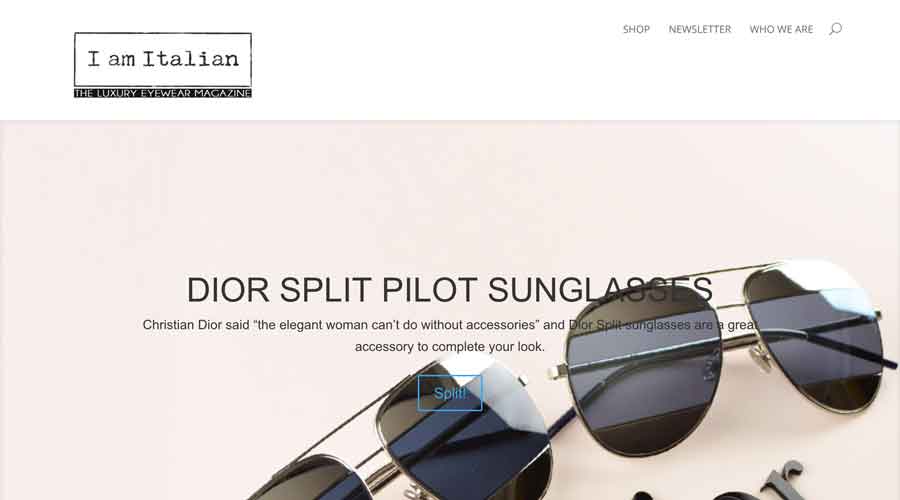 SHOP NEWSLETTER WHO WE ARE
I am Italian
THE LUXURY EYEWEAR MAGAZINE
DIOR SPLIT PILOT SUNGLASSES
Christian Dior said “the elegant woman can’t do without accessories” and Dior Split sunglasses are a great
accessory to complete your look.
Split!